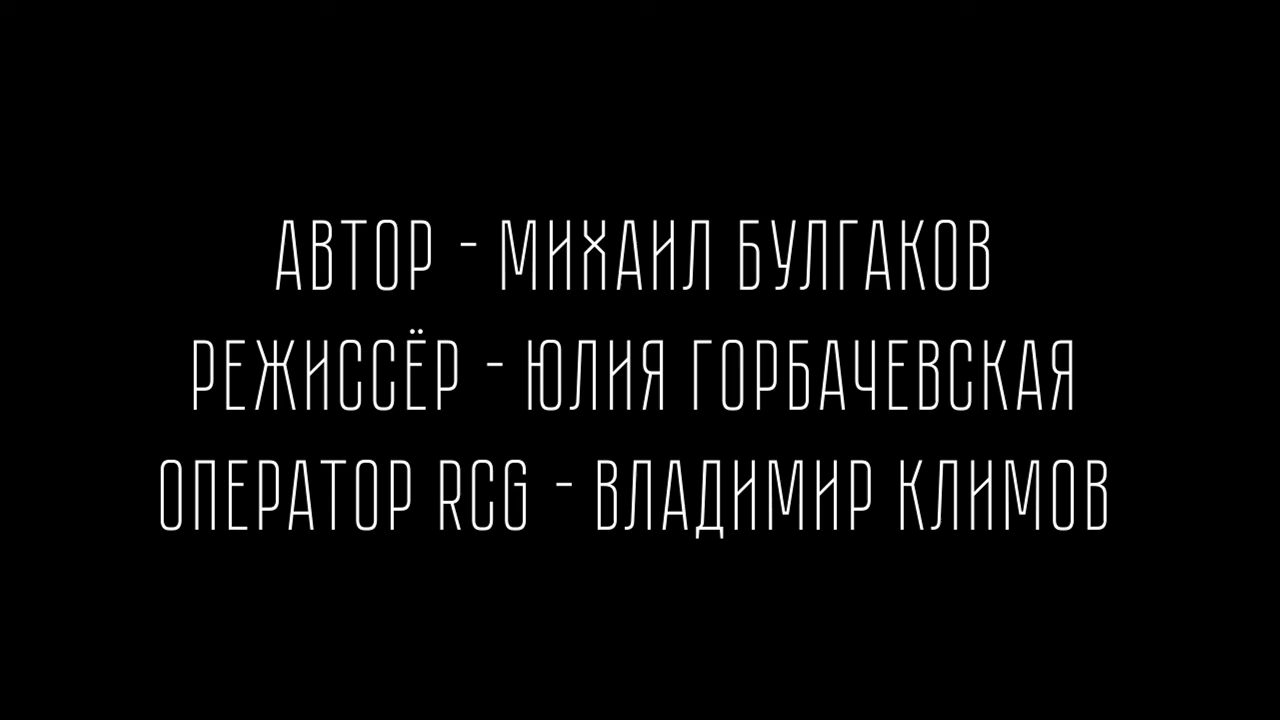 АВТОР - МИХАИЛ БУЛГАКОВ
РЕЖИССЁР - ЮЛИЯ ГОРБАЧЕВСКАЯ
ОПЕРАТОР RCG - ВЛАДИМИР КЛИМОВ